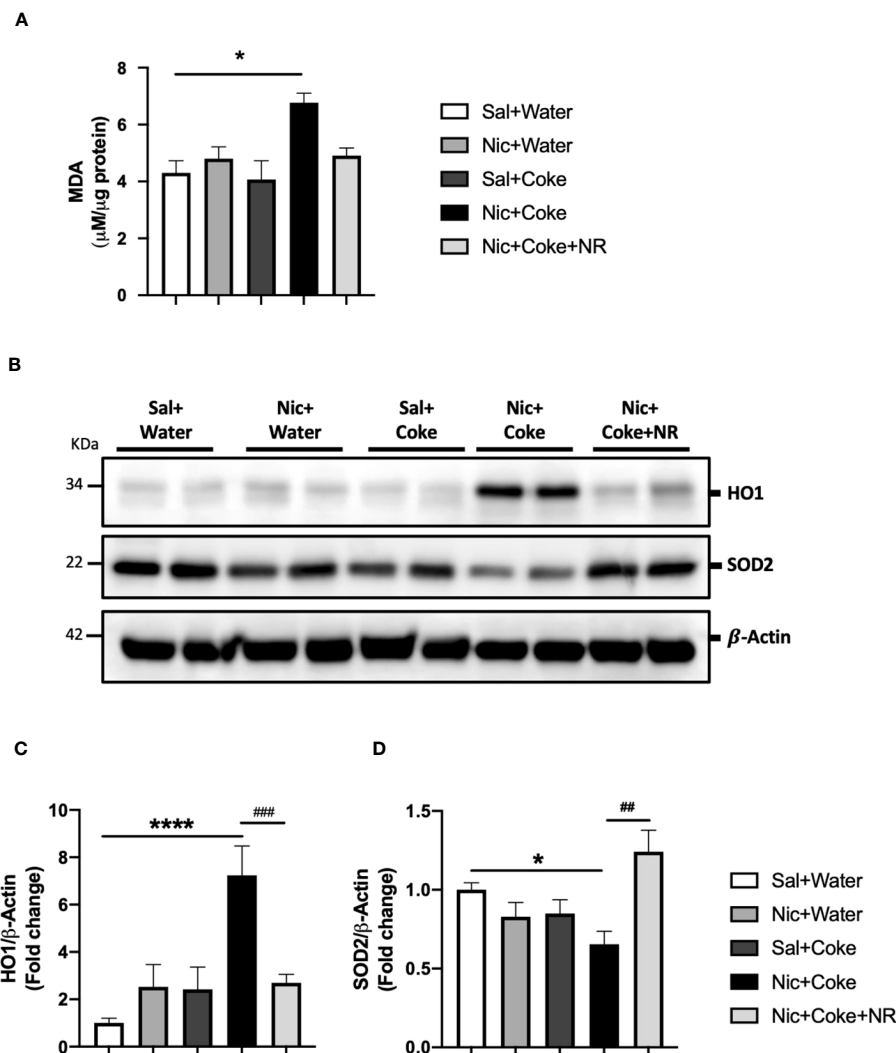 A
*
8
6
4
2
0
MDA
(μM/μg protein)
Sal+Water
Nic+Water
Sal+Coke
Nic+Coke
Nic+Coke+NR
B
Sal+
Water
Nic+
Water
Sal+
Coke
Nic+
Coke
Nic+
Coke+NR
KDa
34
HO1
22
SOD2
42
β-Actin
C
10
8
6
4
2
0
HO1/β-Actin
(Fold change)
****
###
D
1.5
1.0
0.5
0.0
SOD2/β-Actin
(Fold change)
*
##
Sal+Water
Nic+Water
Sal+Coke
Nic+Coke
Nic+Coke+NR